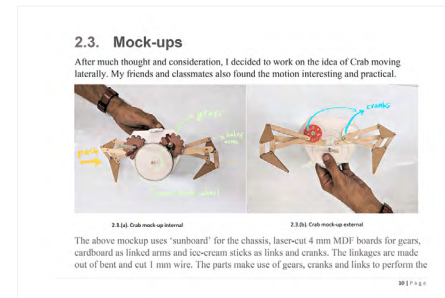 2.3. Mock-ups
After much thought and consideration, I decided to work on the idea of Crab moving
laterally. My friends and classmates also found the motion interesting and practical.
gears
cranks
push
2.3.(a). Crab mock-up internal
2.3.(b). Crab mock-up external
The above mockup uses 'sunboard' for the chassis, laser-cut 4 mm MDF boards for gears,
cardboard as linked arms and ice-cream sticks as links and cranks. The linkages are made
out of bent and cut 1 mm wire. The parts make use of gears, cranks and links to perform the
10 | Page